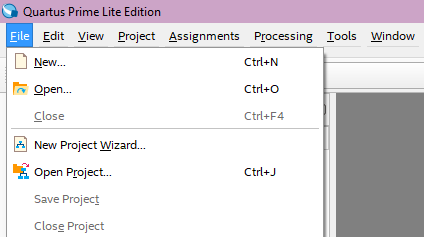 Quartus Prime Lite Edition
File Edit View Project Assignments Processing Tools Window
New... Ctrl+N
Open... Ctrl+O
Close Ctrl+F4
New Project Wizard...
Open Project... Ctrl+J
Save Project
Close Project